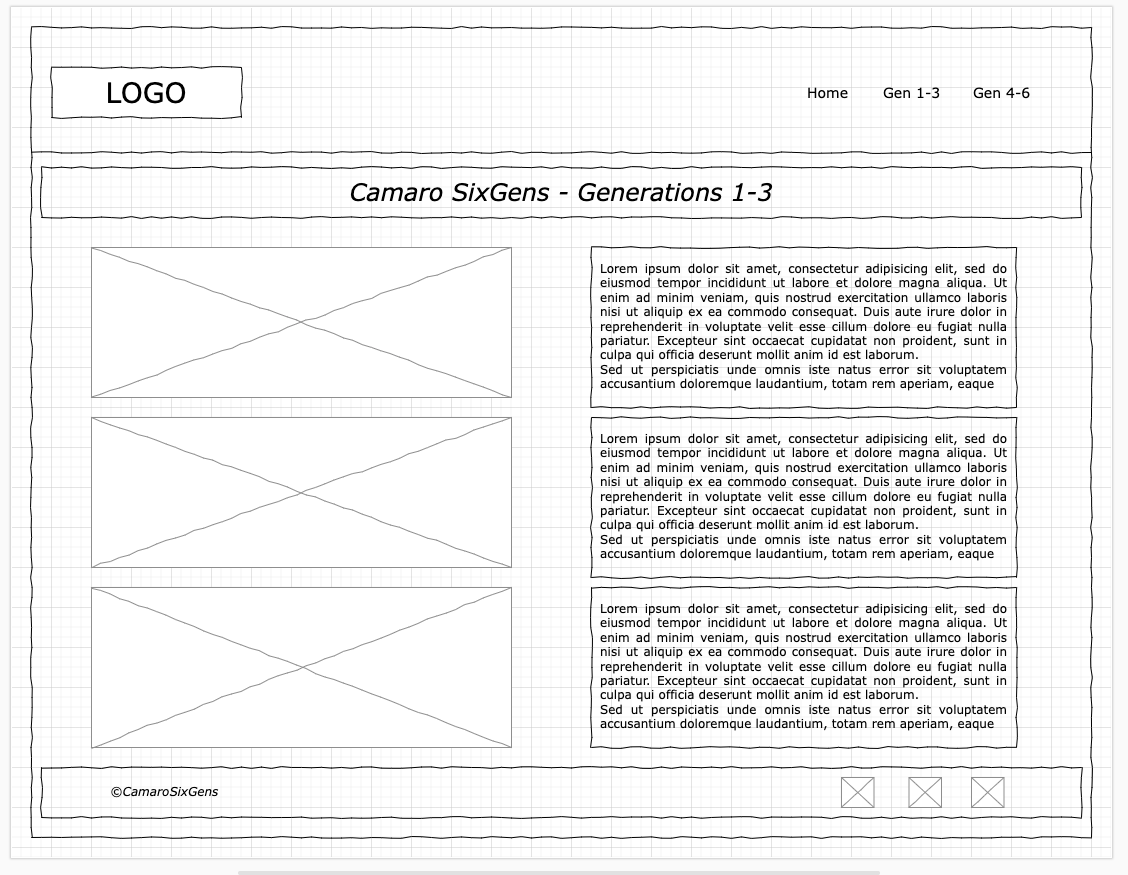 LOGO
Home Gen 1-3 Gen 4-6
Camaro SixGens - Generations 1-3
Lorem ipsum dolor sit amet, consectetur adipisicing elit, sed do
eiusmod tempor incididunt ut labore et dolore magna aliqua. Ut
enim ad minim veniam, quis nostrud exercitation ullamco laboris
nisi ut aliquip ex ea commodo consequat. Duis aute irure dolor in
reprehenderit in voluptate velit esse cillum dolore eu fugiat nulla
pariatur. Excepteur sint occaecat cupidatat non proident, sunt in
culpa qui officia deserunt mollit anim id est laborum.
Sed ut perspiciatis unde omnis iste natus error sit voluptatem
accusantium doloremque laudantium, totam rem aperiam, eaque
Lorem ipsum dolor sit amet, consectetur adipisicing elit, sed do
eiusmod tempor incididunt ut labore et dolore magna aliqua. Ut
enim ad minim veniam, quis nostrud exercitation ullamco laboris
nisi ut aliquip ex ea commodo consequat. Duis aute irure dolor in
reprehenderit in voluptate velit esse cillum dolore eu fugiat nulla
pariatur. Excepteur sint occaecat cupidatat non proident, sunt in
culpa qui officia deserunt mollit anim id est laborum.
Sed ut perspiciatis unde omnis iste natus error sit voluptatem
accusantium doloremque laudantium, totam rem aperiam, eaque
Lorem ipsum dolor sit amet, consectetur adipisicing elit, sed do
eiusmod tempor incididunt ut labore et dolore magna aliqua. Ut
enim ad minim veniam, quis nostrud exercitation ullamco laboris
nisi ut aliquip ex ea commodo consequat. Duis aute irure dolor in
reprehenderit in voluptate velit esse cillum dolore eu fugiat nulla
pariatur. Excepteur sint occaecat cupidatat non proident, sunt in
culpa qui officia deserunt mollit anim id est laborum.
Sed ut perspiciatis unde omnis iste natus error sit voluptatem
accusantium doloremque laudantium, totam rem aperiam, eaque
©CamaroSixGens